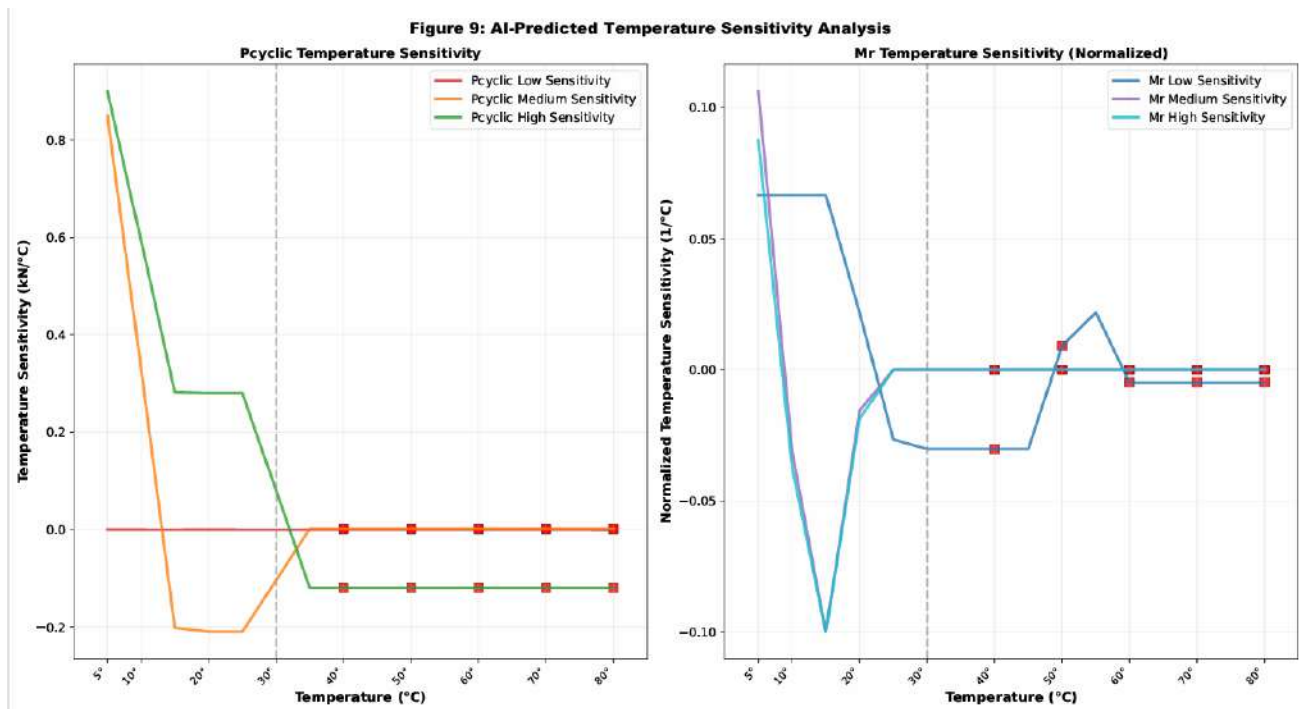 Figure 9: AI-Predicted Temperature Sensitivity Analysis
Pcyclic Temperature Sensitivity
Temperature Sensitivity (kN/°C)
0.8
0.6
0.4
0.2
0.0
−0.2
Pcyclic Low Sensitivity
Pcyclic Medium Sensitivity
Pcyclic High Sensitivity
5°
10°
20°
30°
40°
50°
60°
70°
80°
Temperature (°C)
Mr Temperature Sensitivity (Normalized)
Normalized Temperature Sensitivity (1/°C)
0.10
0.05
0.00
−0.05
−0.10
Mr Low Sensitivity
Mr Medium Sensitivity
Mr High Sensitivity
5°
10°
20°
30°
40°
50°
60°
70°
80°
Temperature (°C)